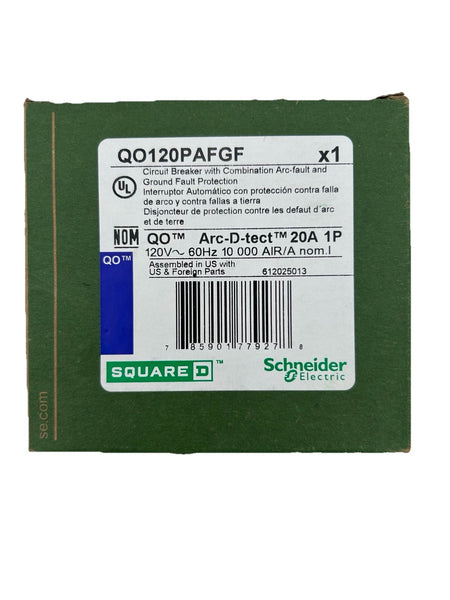 QO120PAFGF x1
Circuit Breaker with Combination Arc-fault and
Ground Fault Protection
Interruptor Automático con protección contra falla
de arco y contra fallas a tierra
Disjoncteur de protection contre les defaut d´arc
et de terre
UL
NOM QO™ Arc-D-tect™ 20A 1P
120V~ 60Hz 10 000 AIR/A nom.I
QO™
Assembled in US with
US & Foreign Parts 612025013
7 85901 77927 8
SQUARE D™
Schneider
Electric
se.com